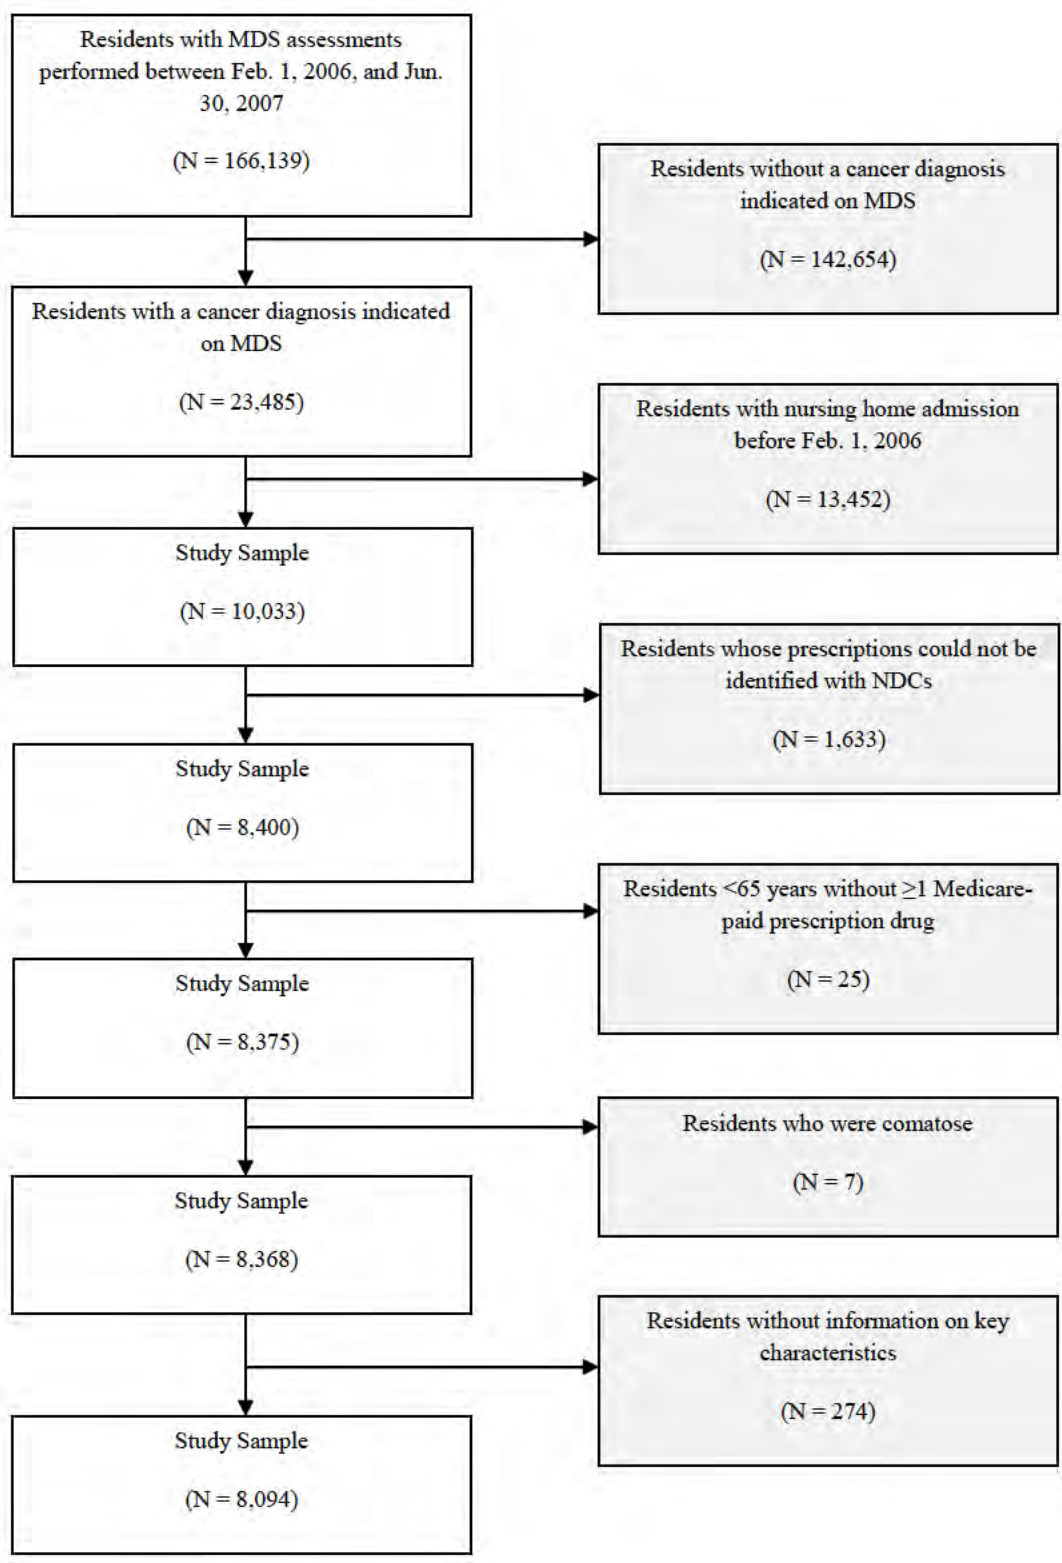 Residents with MDS assessments
performed between Feb. 1, 2006, and Jun.
30, 2007
(N = 166,139)
Residents without a cancer diagnosis
indicated on MDS
(N = 142,654)
Residents with a cancer diagnosis indicated
on MDS
(N = 23,485)
Residents with nursing home admission
before Feb. 1, 2006
(N = 13,452)
Study Sample
(N = 10,033)
Residents whose prescriptions could not be
identified with NDCs
(N = 1,633)
Study Sample
(N = 8,400)
Residents <65 years without ≥1 Medicare-
paid prescription drug
(N = 25)
Study Sample
(N = 8,375)
Residents who were comatose
(N = 7)
Study Sample
(N = 8,368)
Residents without information on key
characteristics
(N = 274)
Study Sample
(N = 8,094)